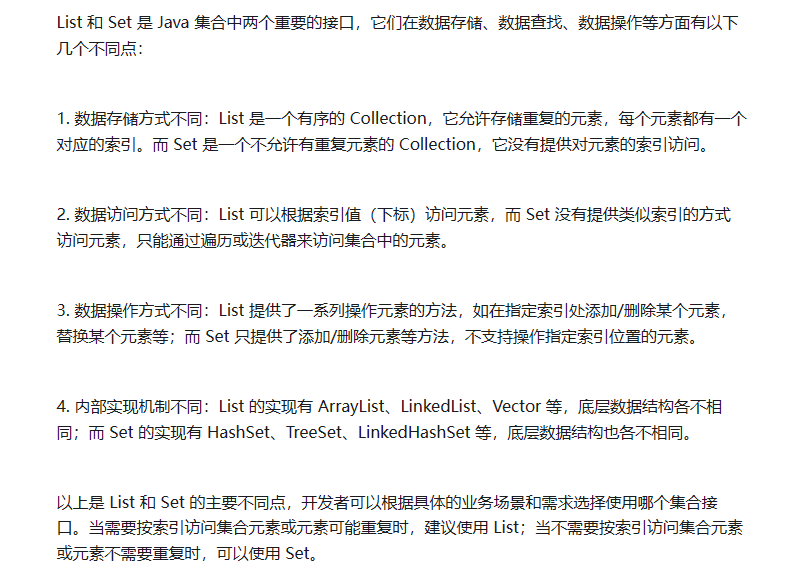 List 和 Set 是 Java 集合中两个重要的接口，它们在数据存储、数据查找、数据操作等方面有以下
几个不同点：
1. 数据存储方式不同：List 是一个有序的 Collection，它允许存储重复的元素，每个元素都有一个
对应的索引。而 Set 是一个不允许有重复元素的 Collection，它没有提供对元素的索引访问。
2. 数据访问方式不同：List 可以根据索引值（下标）访问元素，而 Set 没有提供类似索引的方式
访问元素，只能通过遍历或迭代器来访问集合中的元素。
3. 数据操作方式不同：List 提供了一系列操作元素的方法，如在指定索引处添加/删除某个元素，
替换某个元素等；而 Set 只提供了添加/删除元素等方法，不支持操作指定索引位置的元素。
4. 内部实现机制不同：List 的实现有 ArrayList、LinkedList、Vector 等，底层数据结构各不相
同；而 Set 的实现有 HashSet、TreeSet、LinkedHashSet 等，底层数据结构也各不相同。
以上是 List 和 Set 的主要不同点，开发者可以根据具体的业务场景和需求选择使用哪个集合接
口。当需要按索引访问集合元素或元素可能重复时，建议使用 List；当不需要按索引访问集合元素
或元素不需要重复时，可以使用 Set。